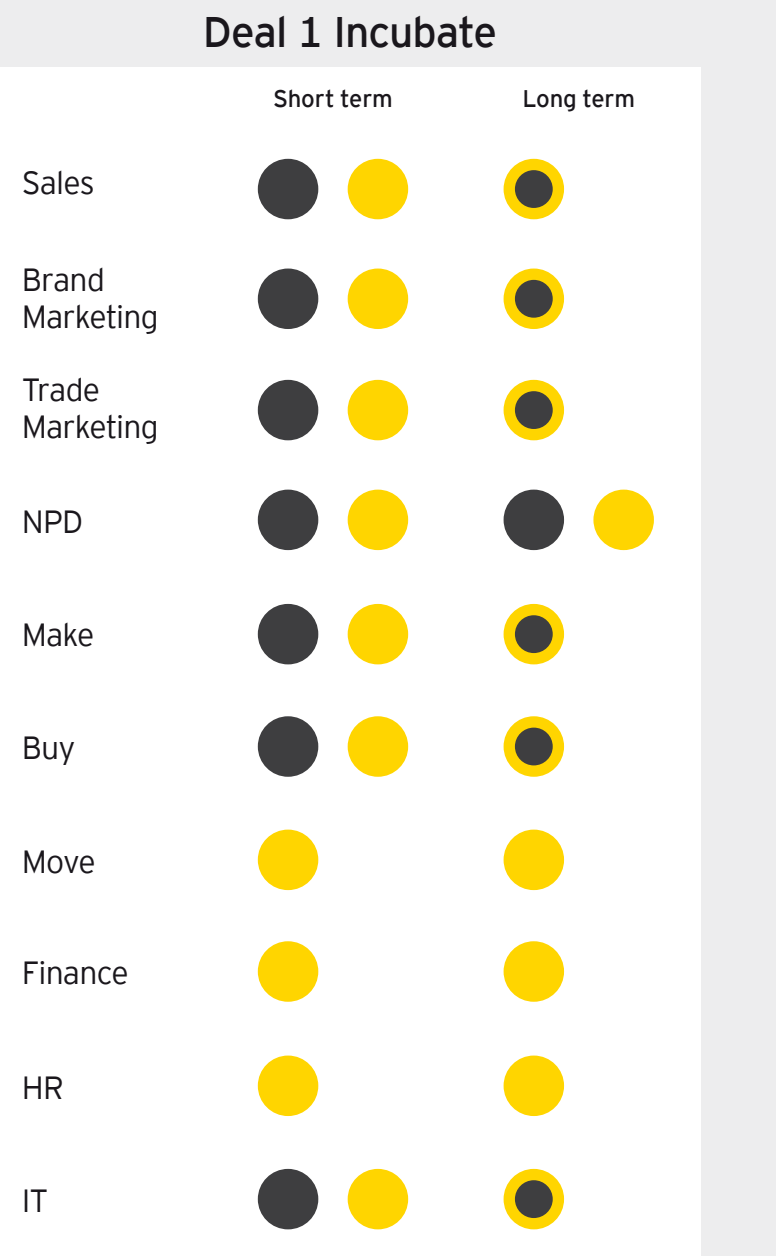 Deal 1 Incubate
Short term Long term
Sales
Brand
Marketing
Trade
Marketing
NPD
Make
Buy
Move
Finance
HR
IT